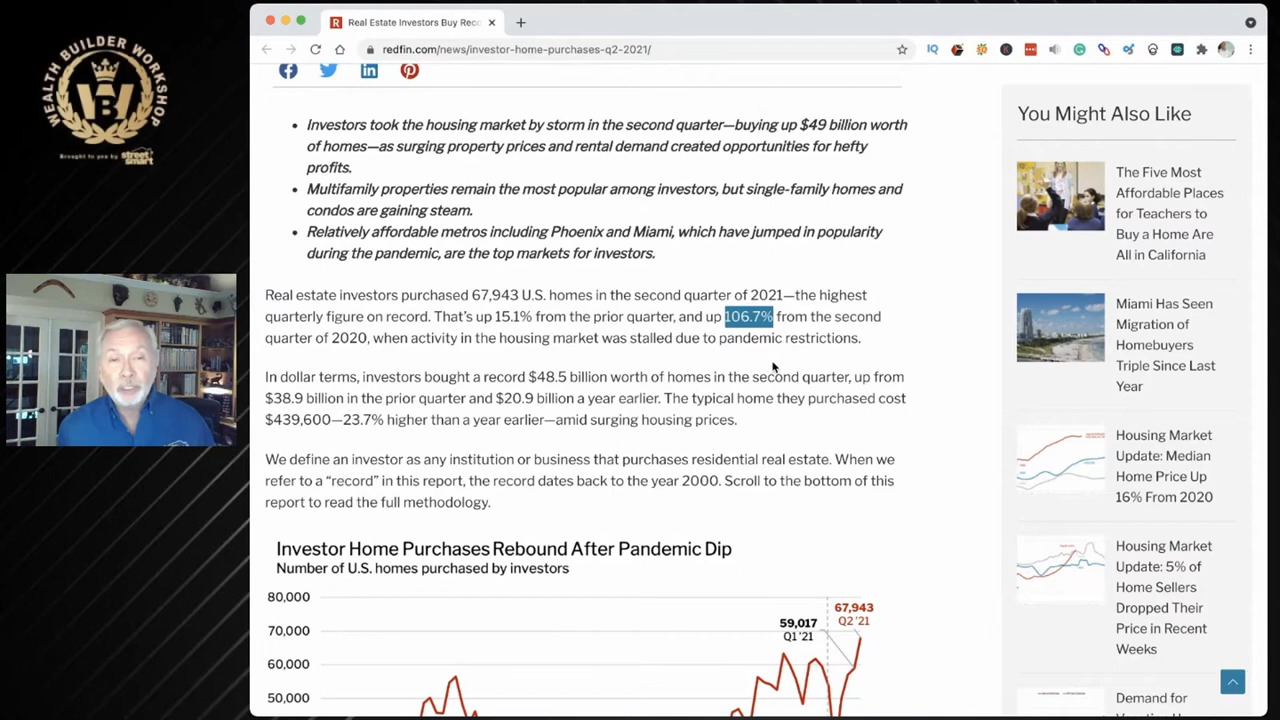 WEALTH BUILDER WORKSHOP
WB
Brought to you by street smart
Real Estate Investors Buy Reco
redfin.com/news/investor-home-purchases-q2-2021/
• Investors took the housing market by storm in the second quarter—buying up $49 billion worth
of homes—as surging property prices and rental demand created opportunities for hefty
profits.
• Multifamily properties remain the most popular among investors, but single-family homes and
condos are gaining steam.
• Relatively affordable metros including Phoenix and Miami, which have jumped in popularity
during the pandemic, are the top markets for investors.
Real estate investors purchased 67,943 U.S. homes in the second quarter of 2021—the highest
quarterly figure on record. That's up 15.1% from the prior quarter, and up 106.7% from the second
quarter of 2020, when activity in the housing market was stalled due to pandemic restrictions.
In dollar terms, investors bought a record $48.5 billion worth of homes in the second quarter, up from
$38.9 billion in the prior quarter and $20.9 billion a year earlier. The typical home they purchased cost
$439,600—23.7% higher than a year earlier—amid surging housing prices.
We define an investor as any institution or business that purchases residential real estate. When we
refer to a “record” in this report, the record dates back to the year 2000. Scroll to the bottom of this
report to read the full methodology.
Investor Home Purchases Rebound After Pandemic Dip
Number of U.S. homes purchased by investors
80,000
70,000
60,000
50,000
59,017
Q1 '21
67,943
Q2 '21
You Might Also Like
The Five Most
Affordable Places
for Teachers to
Buy a Home Are
All in California
Miami Has Seen
Migration of
Homebuyers
Triple Since Last
Year
Housing Market
Update: Median
Home Price Up
16% From 2020
Housing Market
Update: 5% of
Home Sellers
Dropped Their
Price in Recent
Weeks
Demand for